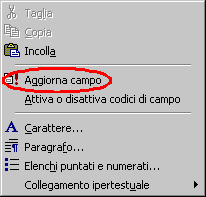 Taglia
Copia
Incolla
Aggiorna campo
Attiva o disattiva codici di campo
Carattere...
Paragrafo...
Elenchi puntati e numerati...
Collegamento ipertestuale